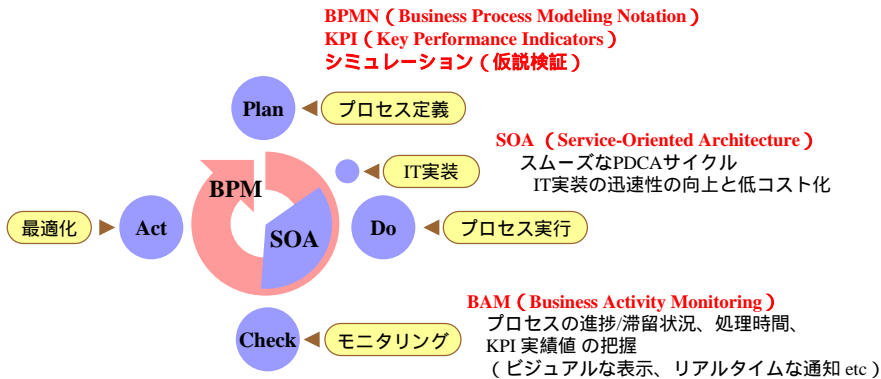 BPMN（Business Process Modeling Notation）
KPI（Key Performance Indicators）
シミュレーション（仮説検証）
Plan
プロセス定義
SOA （Service-Oriented Architecture）
スムーズなPDCAサイクル
IT実装の迅速性の向上と低コスト化
IT実装
BPM
SOA
最適化
Act
Do
プロセス実行
BAM（Business Activity Monitoring）
プロセスの進捗/滞留状況、処理時間、
KPI 実績値 の把握
（ビジュアルな表示、リアルタイムな通知 etc）
Check
モニタリング